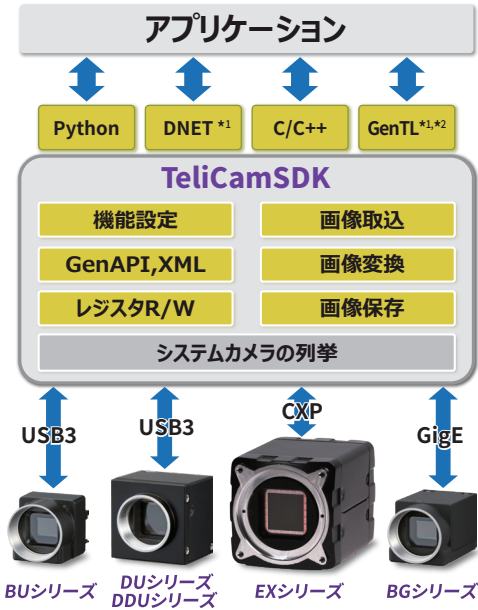 アプリケーション
Python
DNET *1
C/C++
GenTL*1,*2
TeliCamSDK
機能設定
画像取込
GenAPI,XML
画像変換
レジスタR/W
画像保存
システムカメラの列挙
USB3
USB3
CXP
GigE
BUシリーズ
DUシリーズ
DDUシリーズ
EXシリーズ
BGシリーズ